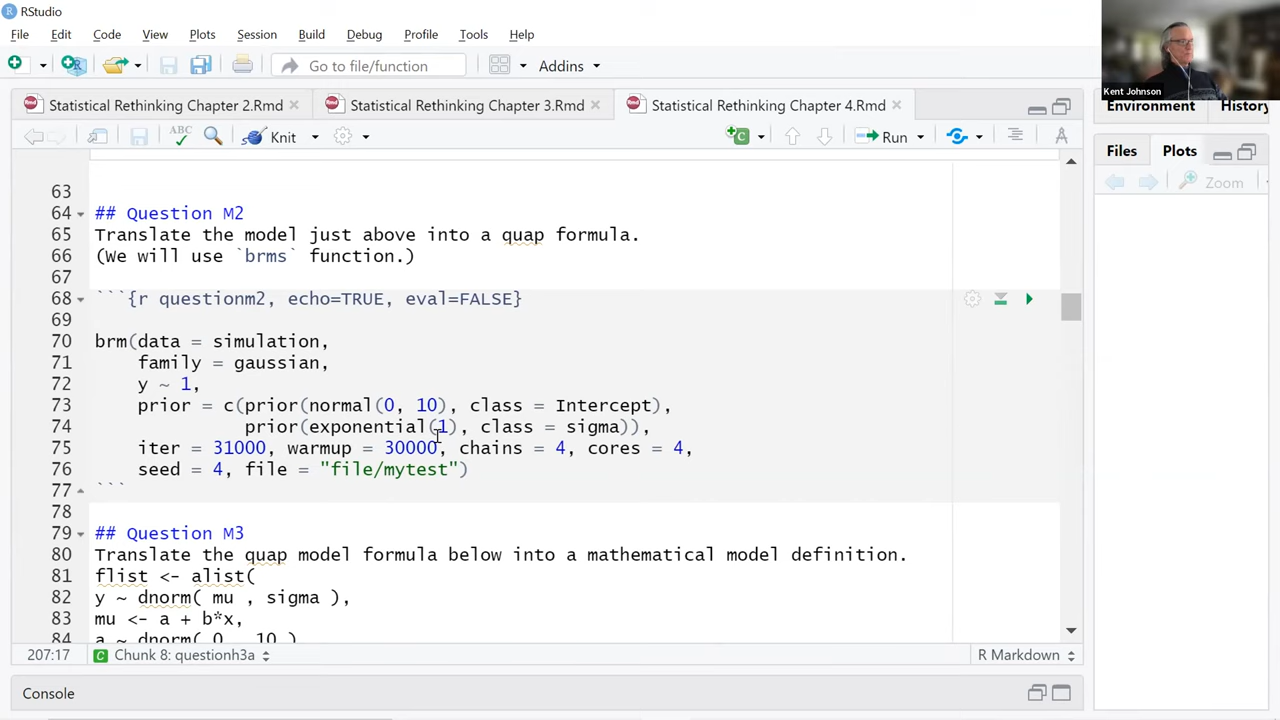 RStudio
File Edit Code View Plots Session Build Debug Profile Tools Help
Go to file/function
Addins
Kent Johnson
Statistical Rethinking Chapter 2.Rmd
Statistical Rethinking Chapter 3.Rmd
Statistical Rethinking Chapter 4.Rmd
Environment
History
ABC
Knit
Run
Files
Plots
Zoom
63
64 ## Question M2
65 Translate the model just above into a quap formula.
66 (We will use `brms` function.)
67
68 ```{r questionm2, echo=TRUE, eval=FALSE}
69
70 brm(data = simulation,
71 family = gaussian,
72 y ~ 1,
73 prior = c(prior(normal(0, 10), class = Intercept),
74 prior(exponential(1), class = sigma)),
75 iter = 31000, warmup = 30000, chains = 4, cores = 4,
76 seed = 4, file = "file/mytest")
77 ```
78
79 ## Question M3
80 Translate the quap model formula below into a mathematical model definition.
81 flist <- alist(
82 y ~ dnorm( mu , sigma ),
83 mu <- a + b*x,
84 a ~ dnorm( 0 , 10 )
207:17
Chunk 8: questionh3a
R Markdown
Console